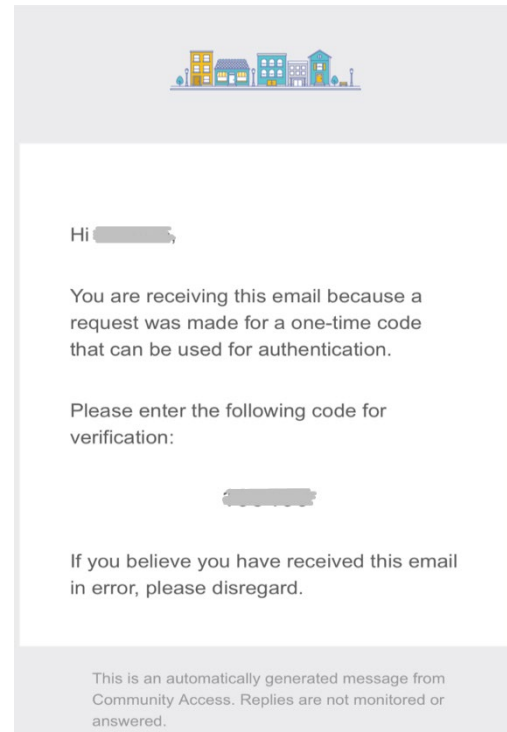 Hi ,
You are receiving this email because a
request was made for a one-time code
that can be used for authentication.
Please enter the following code for
verification:
If you believe you have received this email
in error, please disregard.
This is an automatically generated message from
Community Access. Replies are not monitored or
answered.